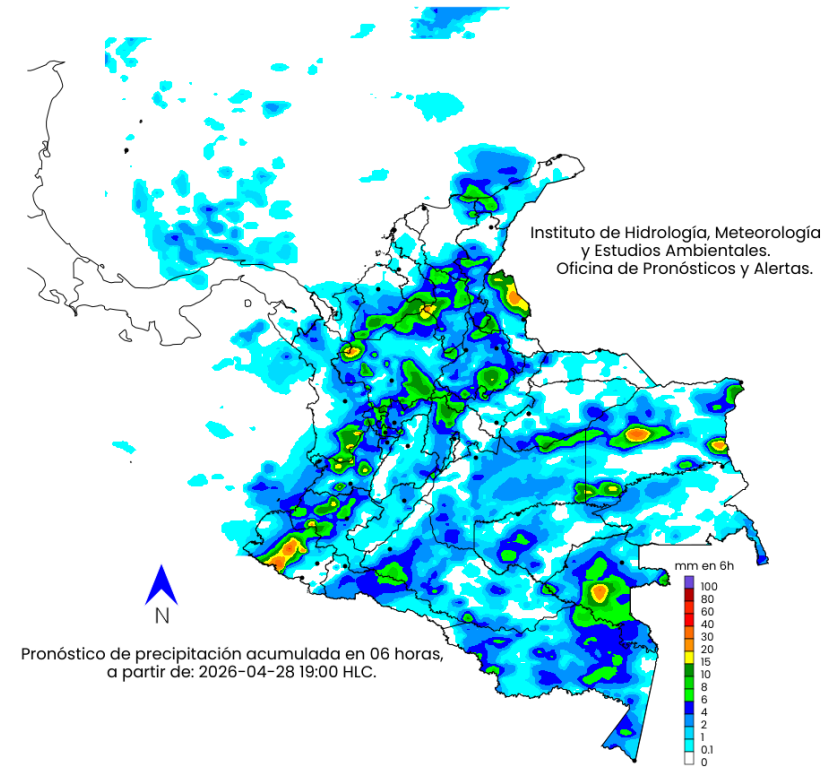 Instituto de Hidrología, Meteorología
y Estudios Ambientales.
Oficina de Pronósticos y Alertas.
mm en 6h
100
80
60
40
30
20
15
10
8
6
4
2
1
0.1
0
N
Pronóstico de precipitación acumulada en 06 horas,
a partir de: 2026-04-28 19:00 HLC.